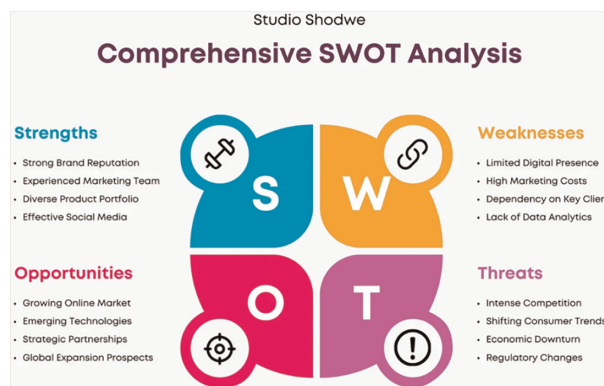 Studio Shodwe
Comprehensive SWOT Analysis
Strengths
• Strong Brand Reputation
• Experienced Marketing Team
• Diverse Product Portfolio
• Effective Social Media
S
W
Weaknesses
• Limited Digital Presence
• High Marketing Costs
• Dependency on Key Clien
• Lack of Data Analytics
Opportunities
• Growing Online Market
• Emerging Technologies
• Strategic Partnerships
• Global Expansion Prospects
O
T
Threats
• Intense Competition
• Shifting Consumer Trends
• Economic Downturn
• Regulatory Changes